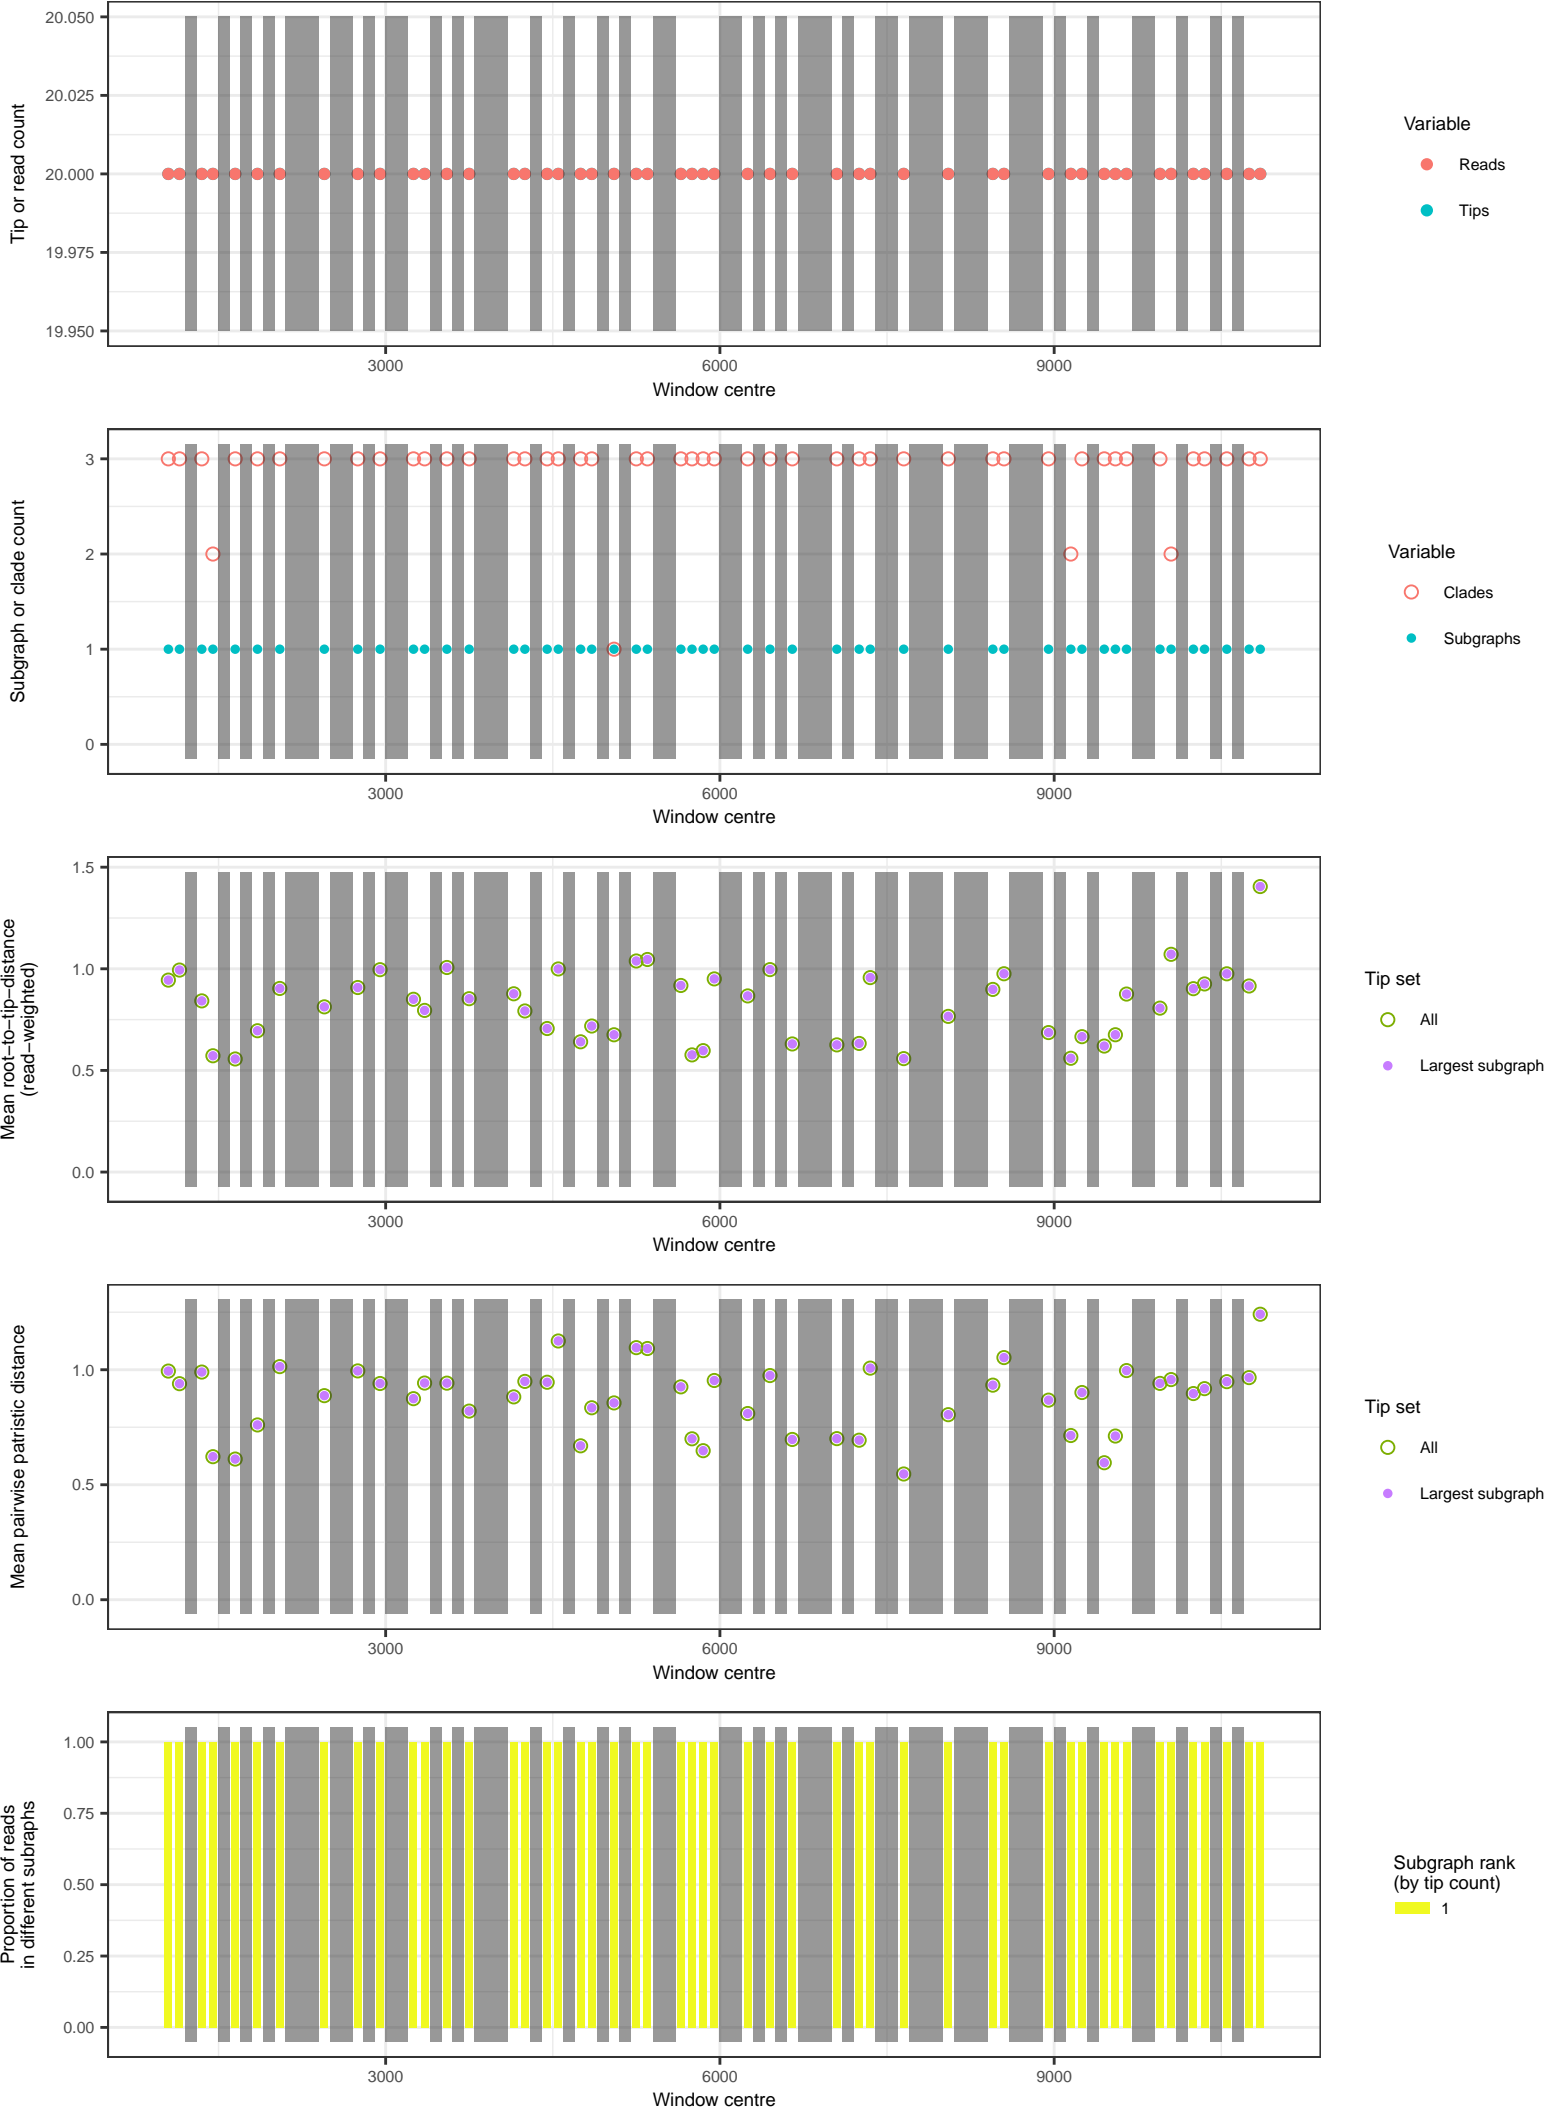 20.050
20.025
20.000
19.975
19.950
Tip or read count
3000
6000
9000
Window centre
Variable
Reads
Tips
3
2
1
0
Subgraph or clade count
3000
6000
9000
Window centre
Variable
Clades
Subgraphs
1.5
1.0
0.5
0.0
Mean root−to−tip−distance
(read−weighted)
3000
6000
9000
Window centre
Tip set
All
Largest subgraph
1.0
0.5
0.0
Mean pairwise patristic distance
3000
6000
9000
Window centre
Tip set
All
Largest subgraph
1.00
0.75
0.50
0.25
0.00
Proportion of reads
in different subraphs
3000
6000
9000
Window centre
Subgraph rank
(by tip count)
1